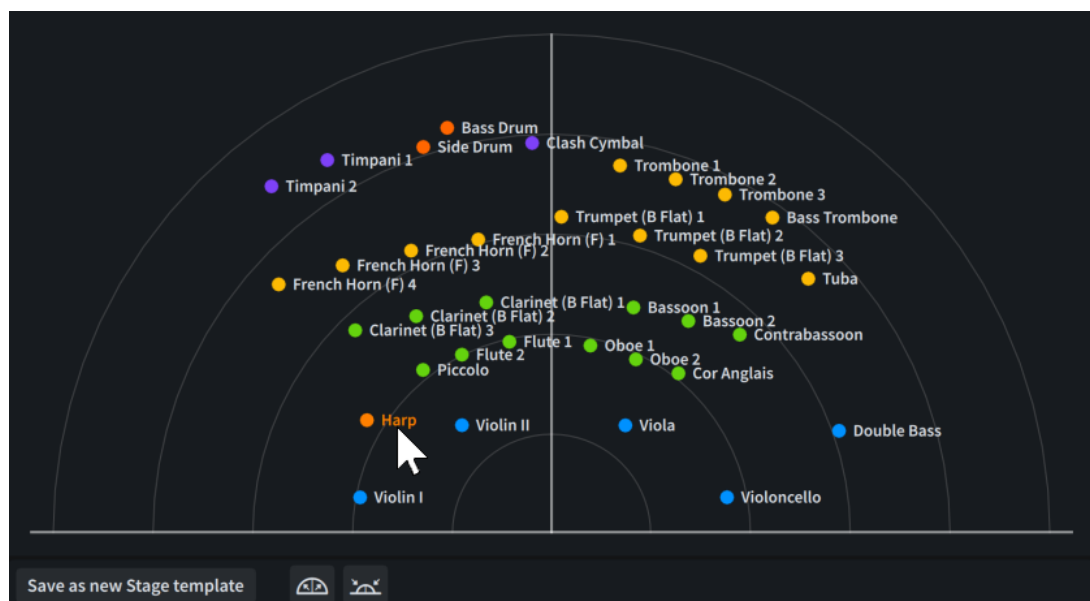 Bass Drum
Side Drum
Clash Cymbal
Timpani 1
Timpani 2
Trombone 1
Trombone 2
Trombone 3
Bass Trombone
Trumpet (B Flat) 1
Trumpet (B Flat) 2
Trumpet (B Flat) 3
Tuba
French Horn (F) 1
French Horn (F) 2
French Horn (F) 3
French Horn (F) 4
Clarinet (B Flat) 1
Clarinet (B Flat) 2
Clarinet (B Flat) 3
Bassoon 1
Bassoon 2
Contrabassoon
Flute 1
Flute 2
Piccolo
Oboe 1
Oboe 2
Cor Anglais
Harp
Violin II
Viola
Double Bass
Violin I
Violoncello
Save as new Stage template